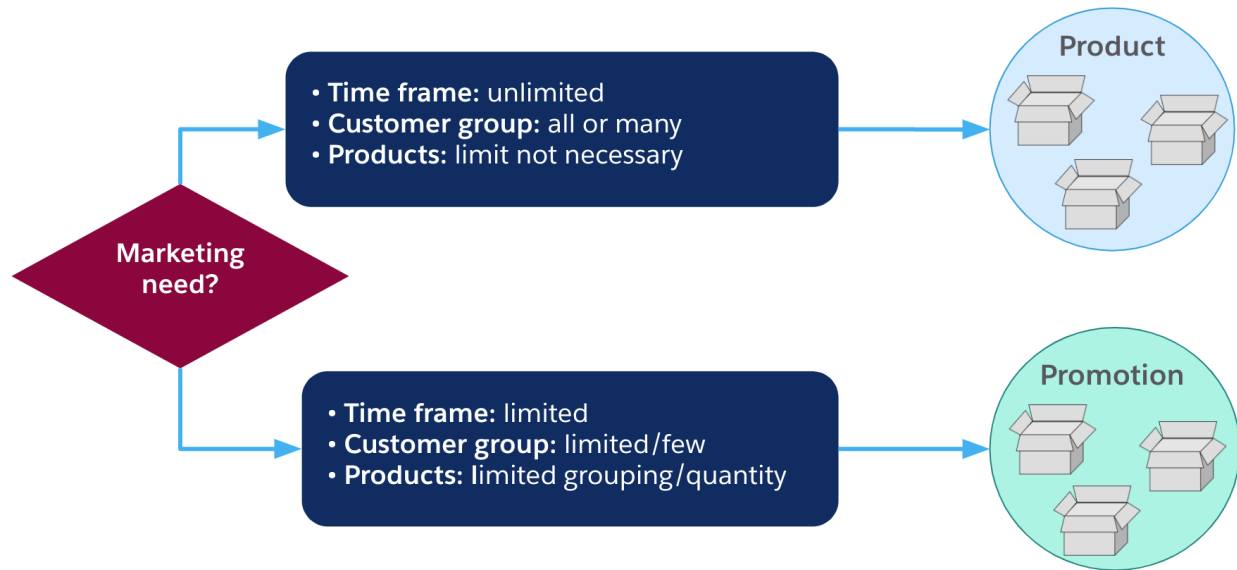 Product
• Time frame: unlimited
• Customer group: all or many
• Products: limit not necessary
Marketing
need?
Promotion
• Time frame: limited
• Customer group: limited/few
• Products: limited grouping/quantity